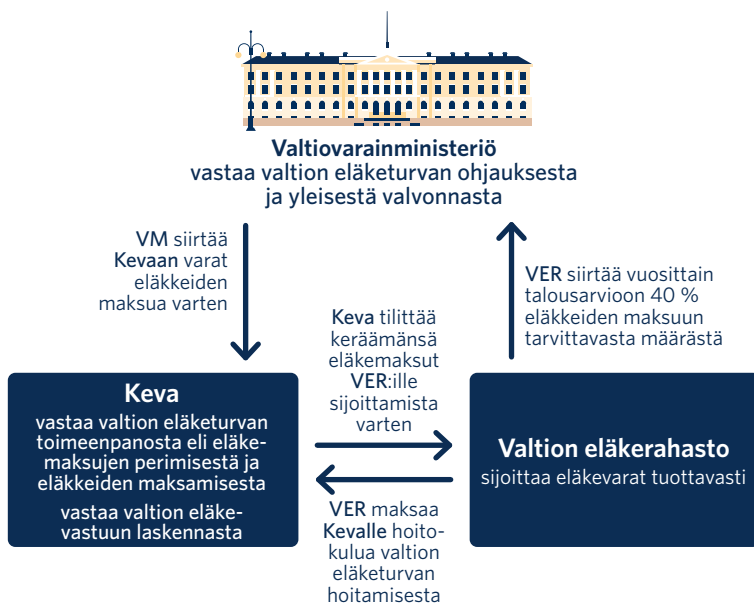 Valtiovarainministeriö
vastaa valtion eläketurvan ohjauksesta
ja yleisestä valvonnasta
VM siirtää
Kevaan varat
eläkkeiden
maksua varten
VER siirtää vuosittain
talousarvioon 40 %
eläkkeiden maksuun
tarvittavasta määrästä
Keva tilittää
keräämänsä
eläkemaksut
VER:ille
sijoittamista
varten
Keva
vastaa valtion eläketurvan
toimeenpanosta eli eläke-
maksujen perimisestä ja
eläkkeiden maksamisesta
vastaa valtion eläke-
vastuun laskennasta
Valtion eläkerahasto
sijoittaa eläkevarat tuottavasti
VER maksaa
Kevalle hoito-
kulua valtion
eläketurvan
hoitamisesta